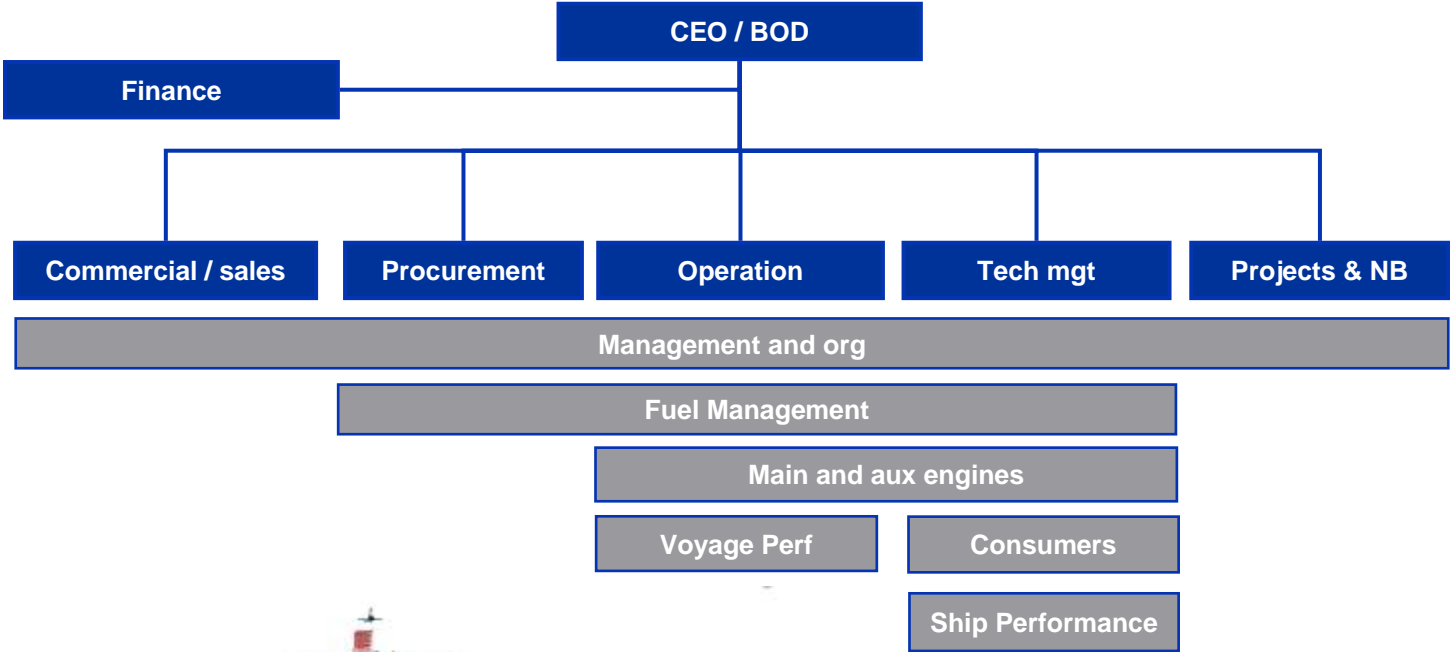 CEO / BOD
Finance
Commercial / sales
Procurement
Operation
Tech mgt
Projects & NB
Management and org
Fuel Management
Main and aux engines
Voyage Perf
Consumers
Ship Performance